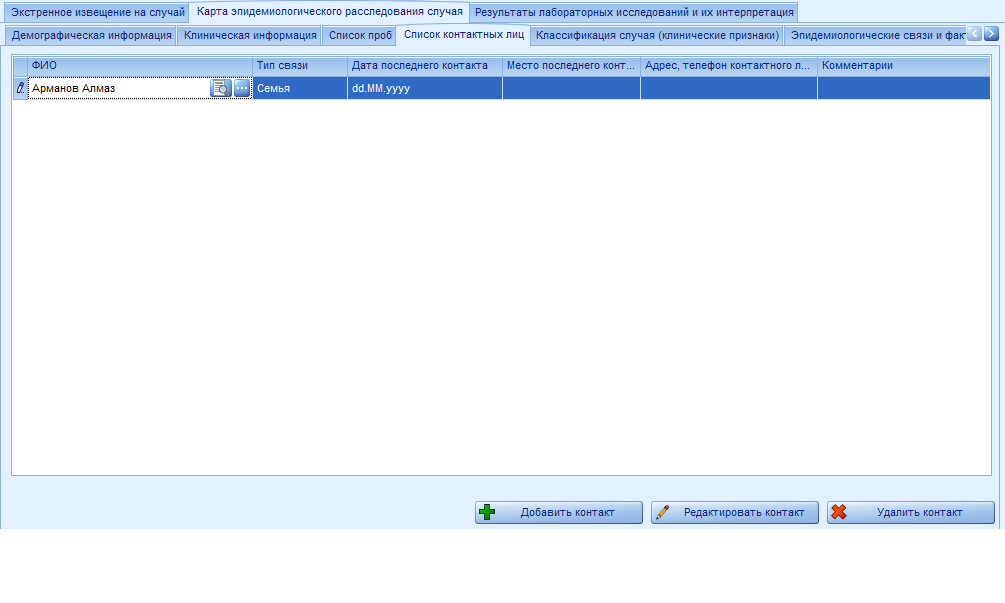 Экстренное извещение на случай Карта эпидемиологического расследования случая Результаты лабораторных исследований и их интерпретация
Демографическая информация Клиническая информация Список проб Список контактных лиц Классификация случая (клинические признаки) Эпидемиологические связи и фак
ФИО Тип связи Дата последнего контакта Место последнего конт... Адрес, телефон контактного л... Комментарии
Арманов Алмаз Семья dd.MM.yyyy
Добавить контакт Редактировать контакт Удалить контакт